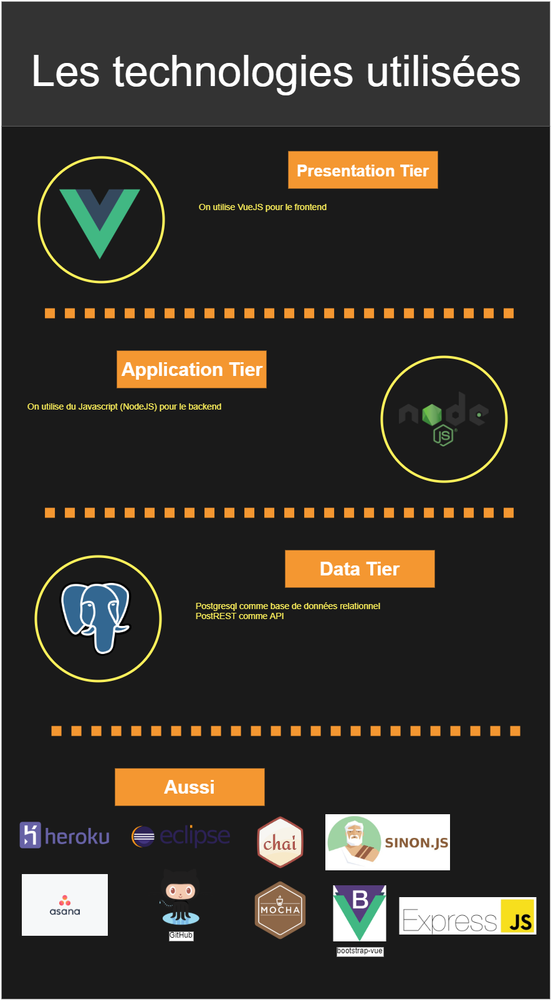 Les technologies utilisées
Presentation Tier
On utilise VueJS pour le frontend
Application Tier
On utilise du Javascript (NodeJS) pour le backend
node
JS
Data Tier
Postgresql comme base de données relationnel
PostREST comme API
Aussi
heroku
eclipse
chai
SINON.JS
asana
GitHub
MOCHA
B
bootstrap-vue
Express JS